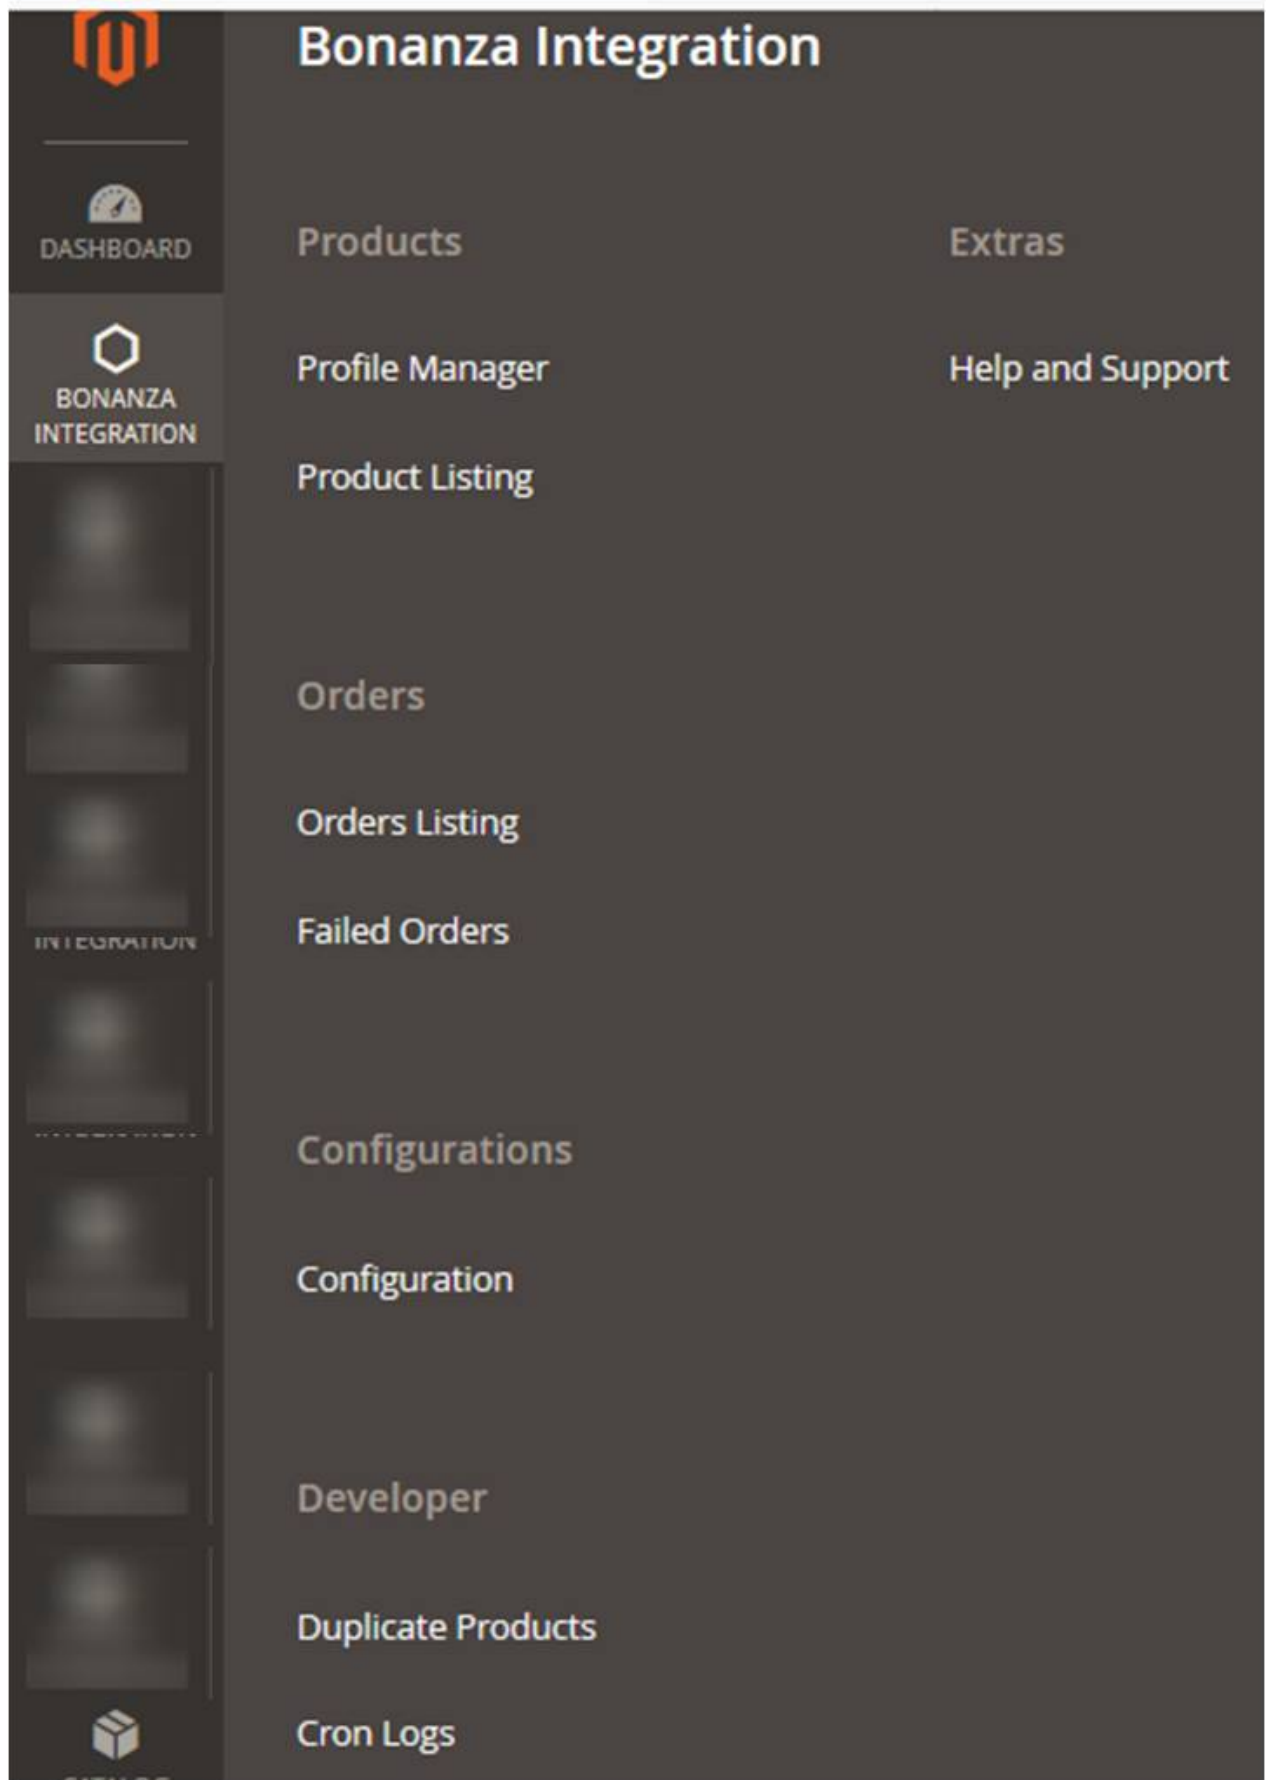 Bonanza Integration
DASHBOARD
BONANZA
INTEGRATION
INTEGRATION
Products
Profile Manager
Product Listing
Orders
Orders Listing
Failed Orders
Configurations
Configuration
Developer
Duplicate Products
Cron Logs
Extras
Help and Support